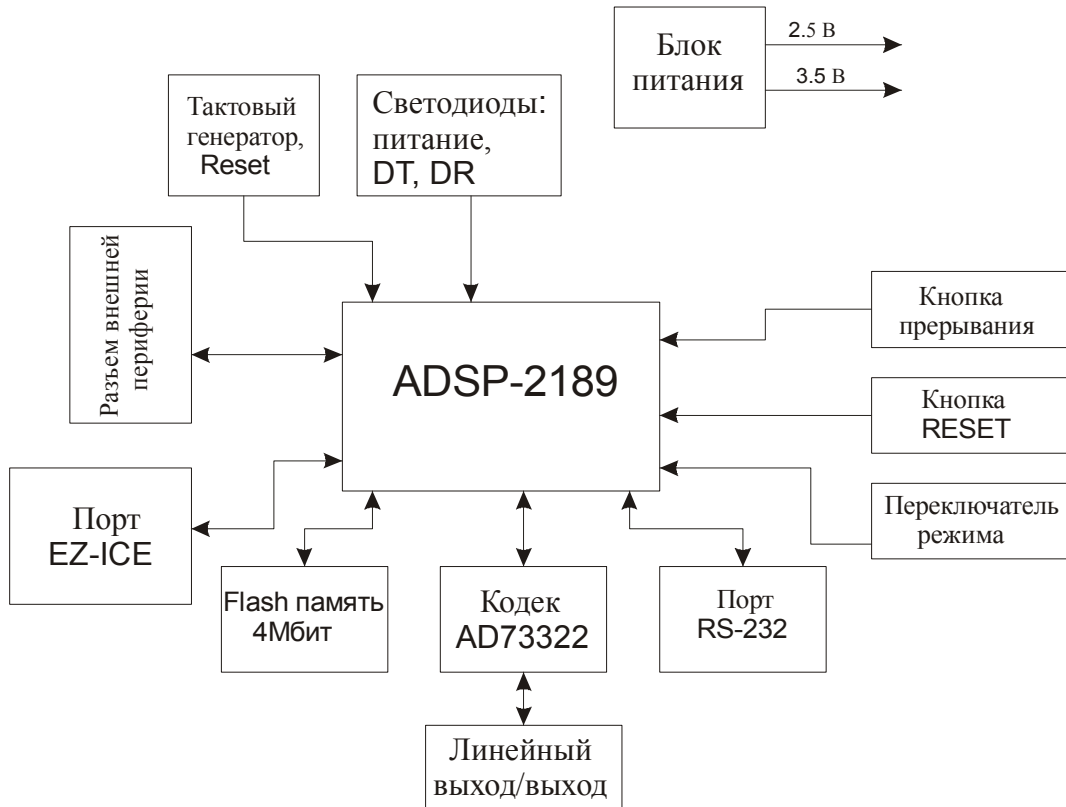 Блок
питания
2.5 В
3.5 В
Тактовый
генератор,
Reset
Светодиоды:
питание,
DT, DR
Разъем внешней
периферии
ADSP-2189
Кнопка
прерывания
Кнопка
RESET
Переключатель
режима
Порт
EZ-ICE
Flash память
4Мбит
Кодек
AD73322
Порт
RS-232
Линейный
выход/выход